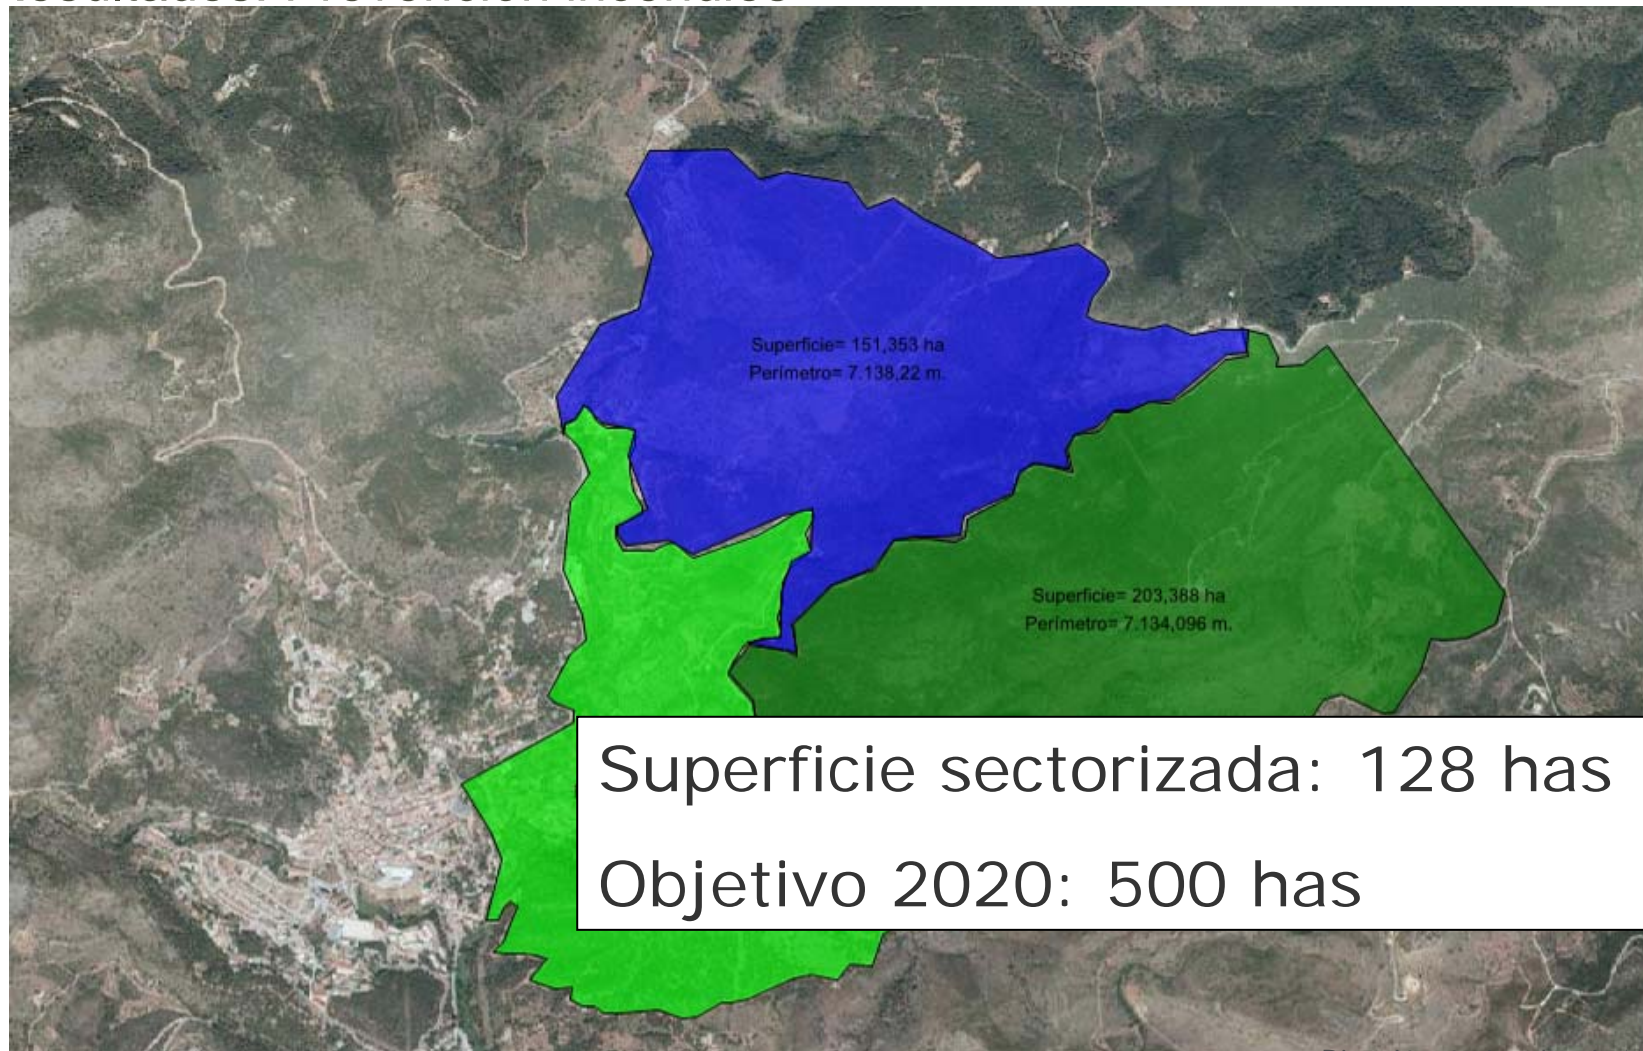 Superficie= 151,353 ha
Perímetro= 7.138,22 m.
Superficie= 203,388 ha
Perímetro= 7.134,096 m.
Superficie sectorizada: 128 has
Objetivo 2020: 500 has